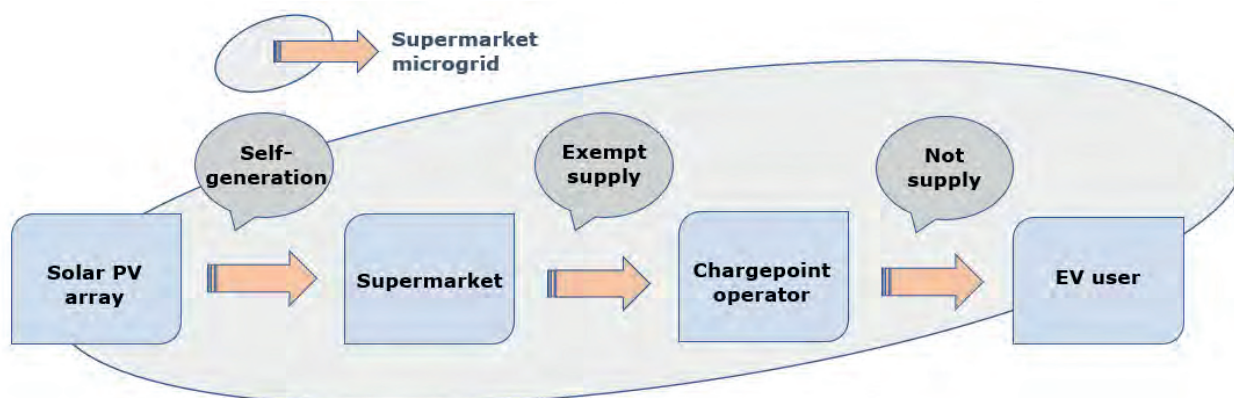 Supermarket
microgrid
Self-
generation
Exempt
supply
Not
supply
Solar PV
array
Supermarket
Chargepoint
operator
EV user